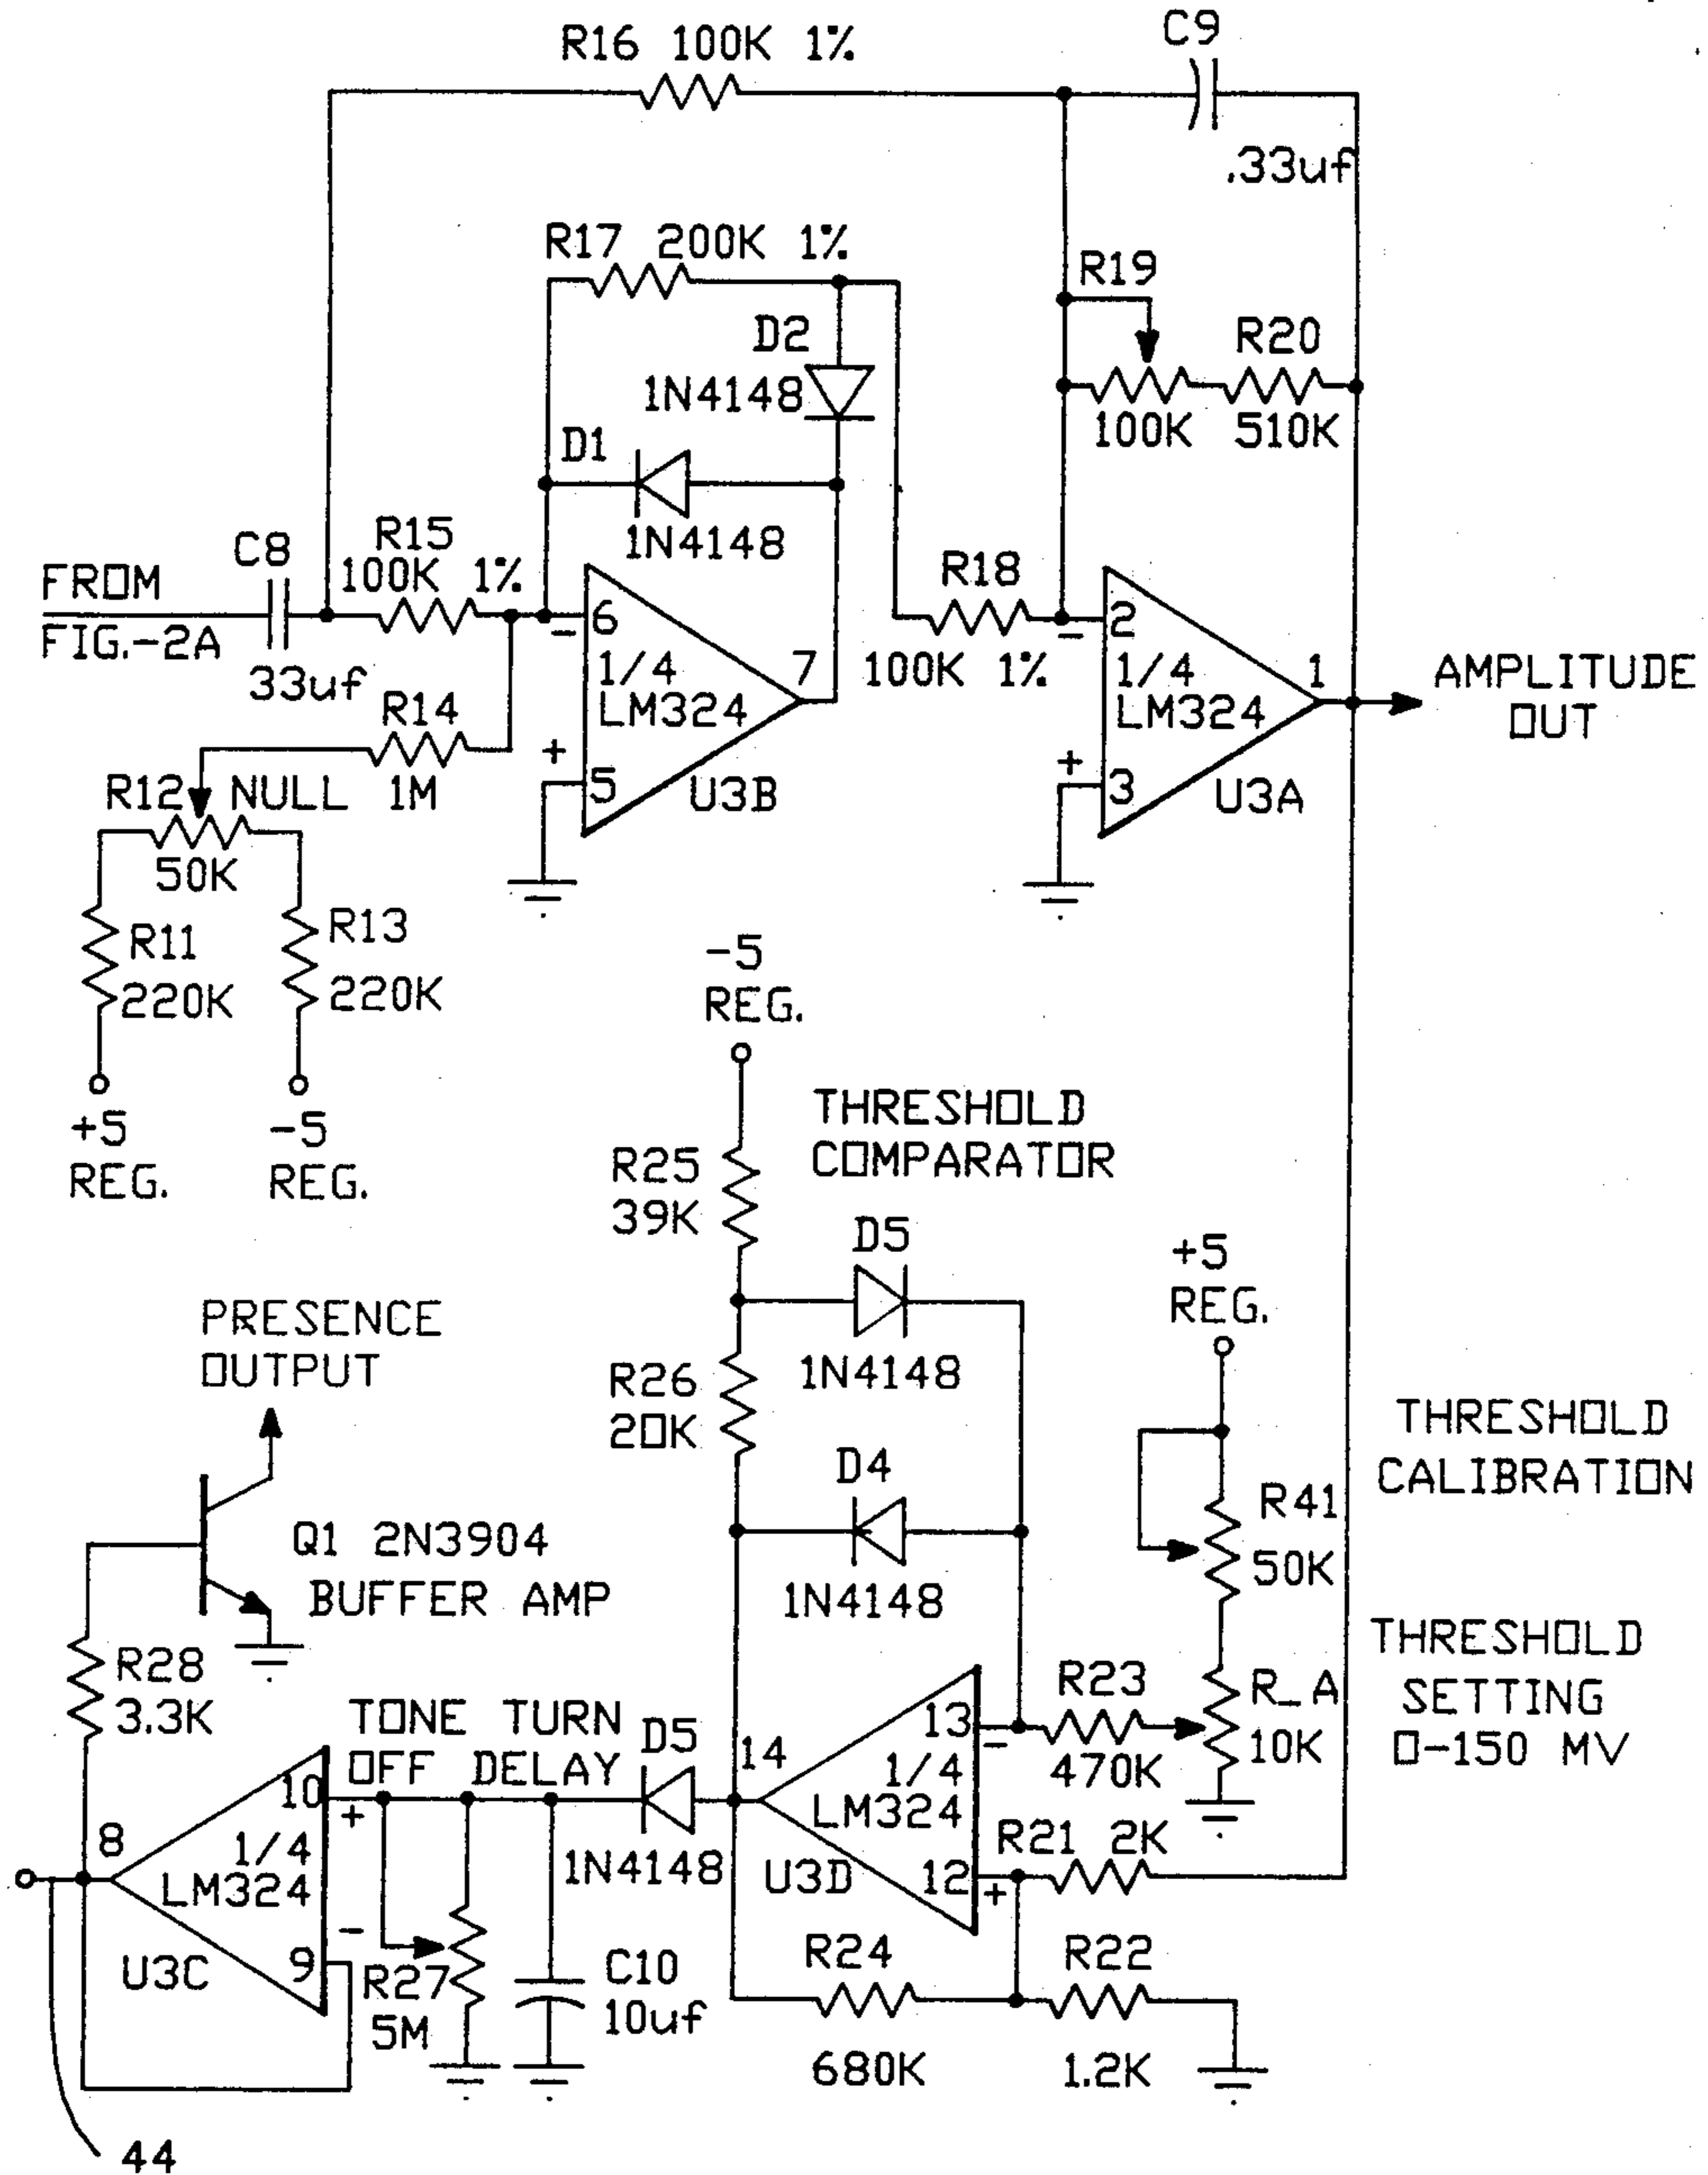 R16 100K 1%
C9
.33uf
R17 200K 1%
R19
D2
1N4148
R20
100K
510K
D1
1N4148
C8
R15
100K 1%
FROM
FIG.-2A
33uf
R14
1M
R12 NULL
50K
6
-
1/4
LM324
7
+
5
U3B
R18
100K 1%
2
-
1/4
LM324
1
+
3
U3A
AMPLITUDE
OUT
R11
220K
R13
220K
+5
REG.
-5
REG.
-5
REG.
THRESHOLD
COMPARATOR
R25
39K
D5
1N4148
+5
REG.
PRESENCE
OUTPUT
R26
20K
D4
1N4148
THRESHOLD
CALIBRATION
R41
50K
Q1 2N3904
BUFFER AMP
R28
3.3K
THRESHOLD
SETTING
0-150 MV
R_A
10K
R23
470K
TONE TURN
OFF DELAY
D5
1N4148
14
13
-
1/4
LM324
U3D
12
+
R21 2K
10
+
8
1/4
LM324
-
9
U3C
R27
5M
C10
10uf
R24
680K
R22
1.2K
44